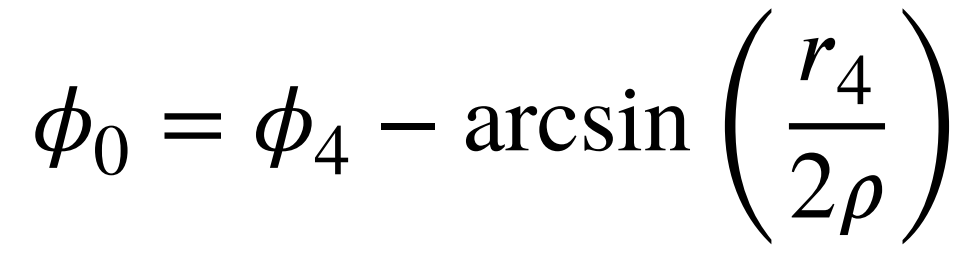 ϕ₀ = ϕ₄ − arcsin (r₄ / 2ρ)